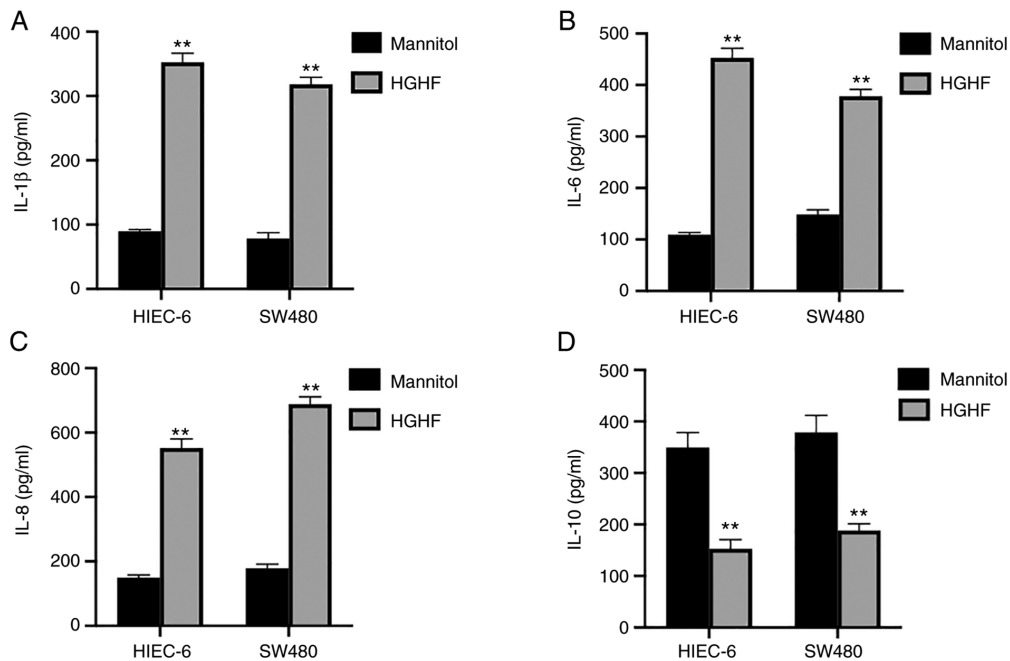 A
IL-1β (pg/ml)
400
300
200
100
0
**
**
HIEC-6
SW480
Mannitol
HGHF
B
IL-6 (pg/ml)
500
400
300
200
100
0
**
**
HIEC-6
SW480
Mannitol
HGHF
C
IL-8 (pg/ml)
800
600
400
200
0
**
**
HIEC-6
SW480
Mannitol
HGHF
D
IL-10 (pg/ml)
500
400
300
200
100
0
**
**
HIEC-6
SW480
Mannitol
HGHF